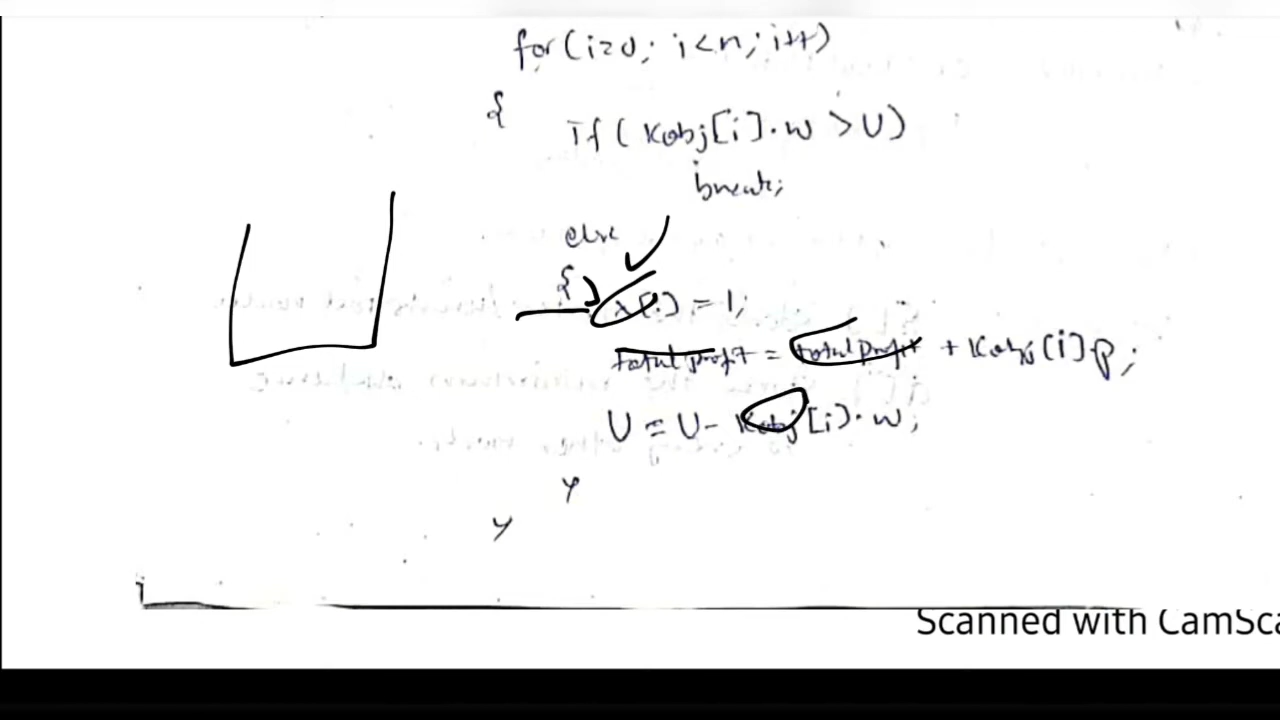 for(i=0; i<n; i++)
{
if( Kobj[i].w > U)
break;
else
{
x[i] = 1;
total profit = total profit + Kobj[i].p;
U = U - Kobj[i].w;
}
}
Scanned with CamSca